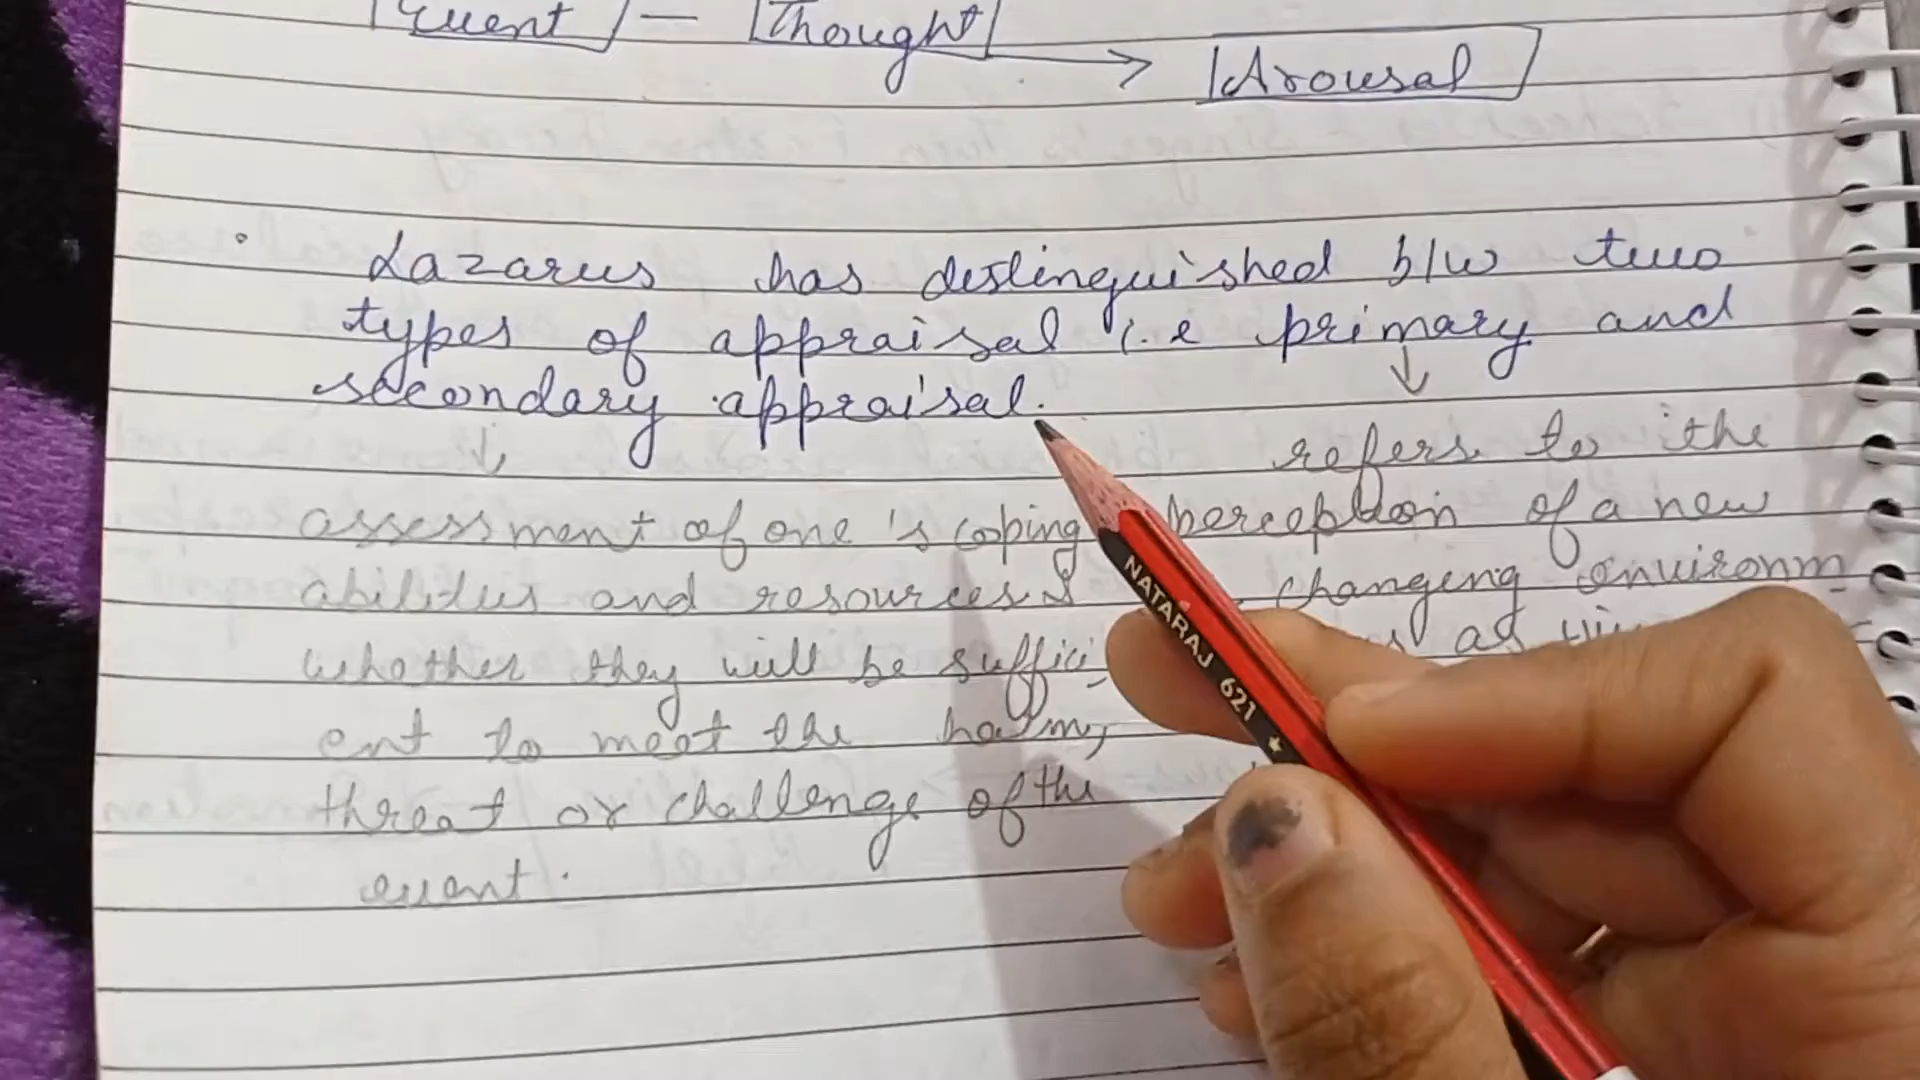 Event — Thought → Arousal
Lazarus has distinguished b/w two
types of appraisal i.e primary and
secondary appraisal.
↓
refers to the
perception of a new
changing environm
as
↓
assessment of one's coping
abilities and resources &
whether they will be suffici
ent to meet the harm,
threat or challenge of the
event.
NATARAJ 621